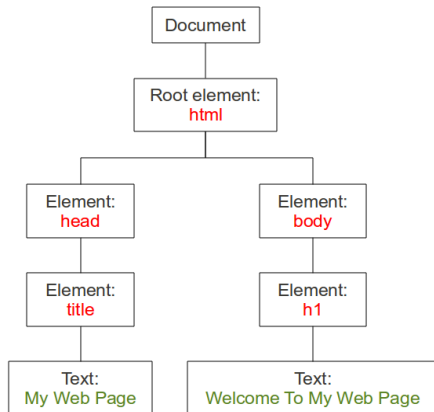 Document
Root element:
html
Element:
head
Element:
body
Element:
title
Element:
h1
Text:
My Web Page
Text:
Welcome To My Web Page